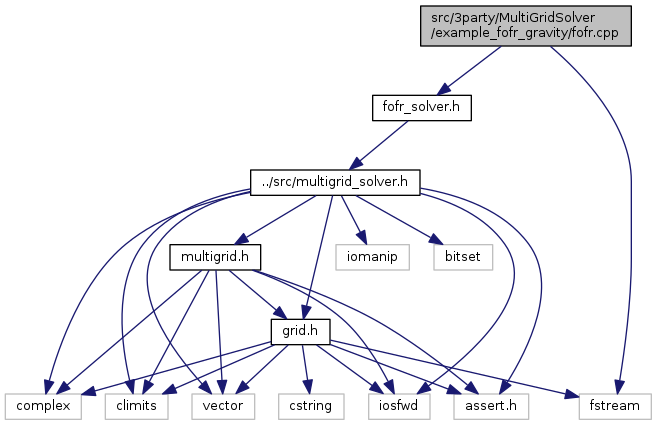 src/3party/MultiGridSolver
/example_fofr_gravity/fofr.cpp
fofr_solver.h
../src/multigrid_solver.h
multigrid.h
iomanip
bitset
grid.h
complex
climits
vector
cstring
iosfwd
assert.h
fstream